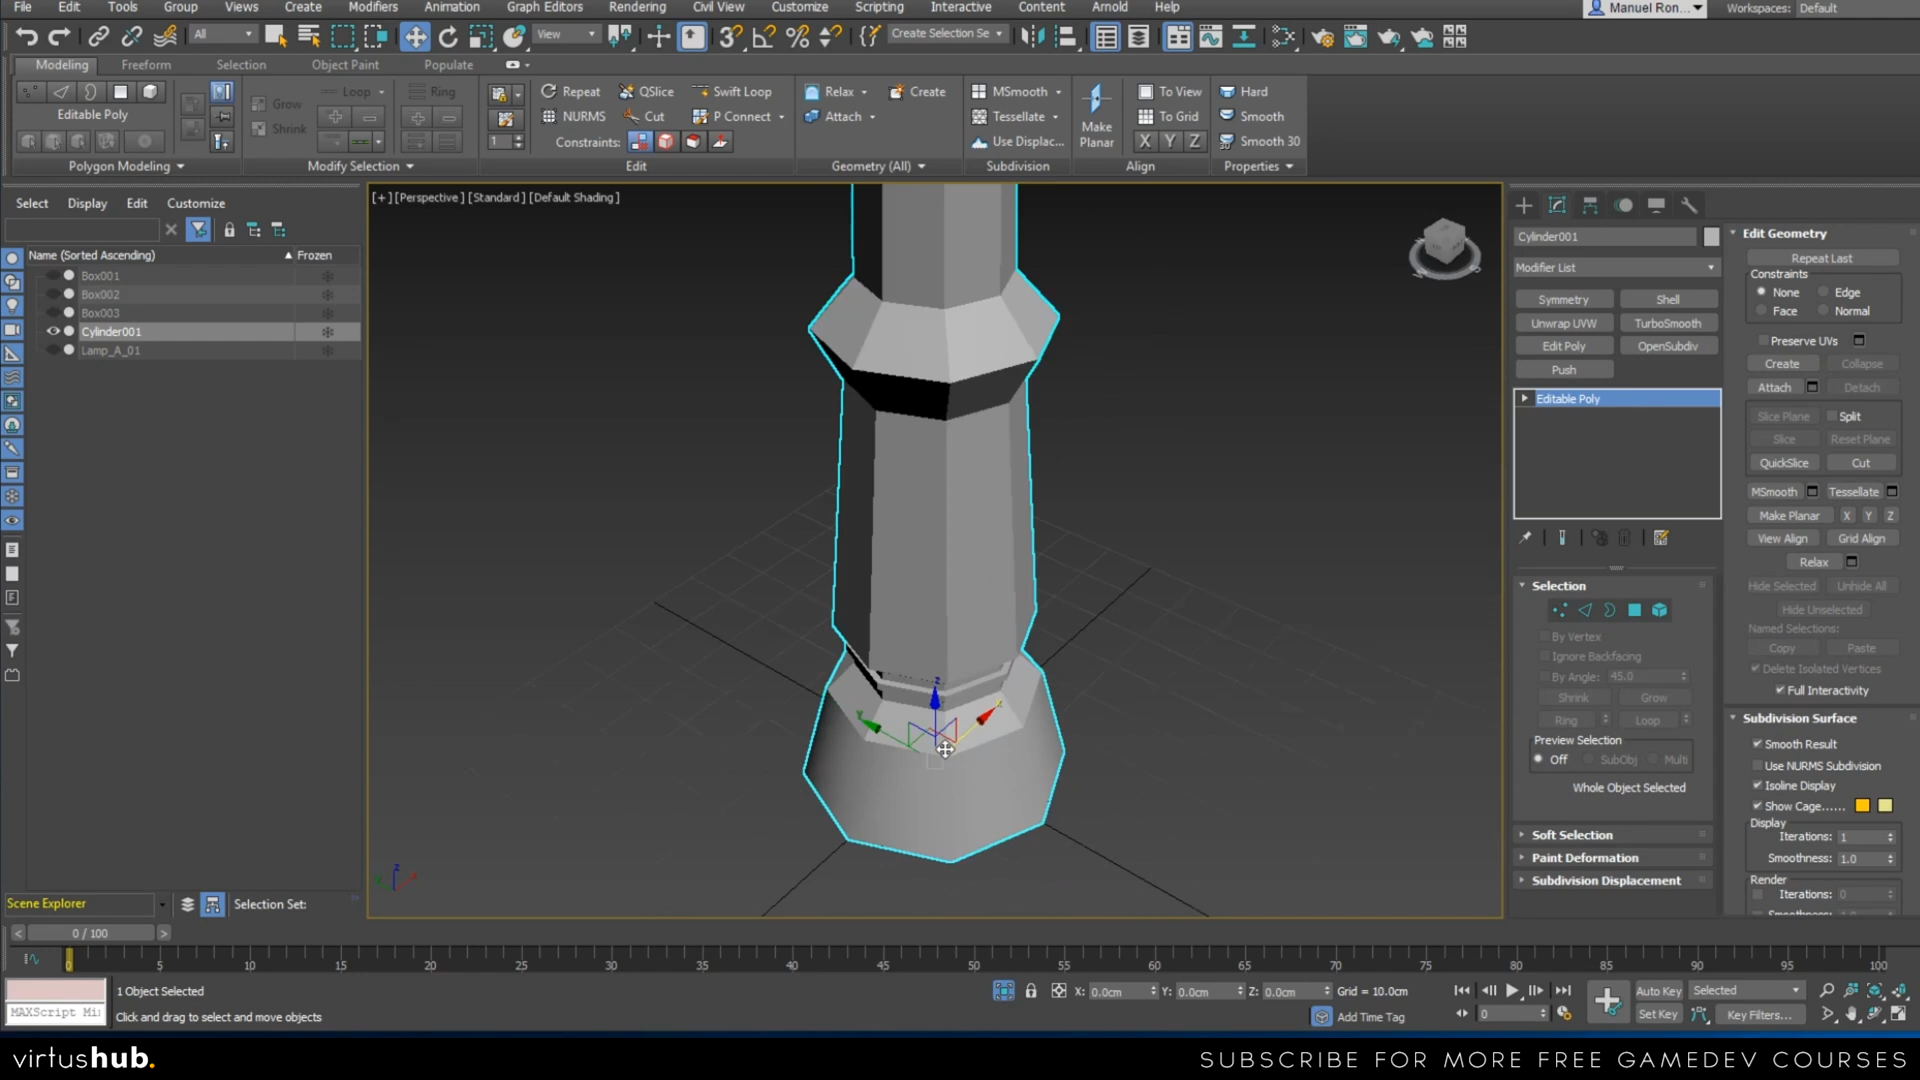 File Edit Tools Group Views Create Modifiers Animation Graph Editors Rendering Civil View Customize Scripting Interactive Content Arnold Help Manuel Ron... Workspaces: Default
All View Create Selection Se
Modeling Freeform Selection Object Paint Populate
Editable Poly
Polygon Modeling
Grow Shrink Loop Ring
Modify Selection
1
Repeat QSlice Swift Loop
NURMS Cut P Connect
Constraints:
Edit
Relax Create
Attach
Geometry (All)
MSmooth
Tessellate
Use Displac...
Subdivision
Make Planar
To View
To Grid
X Y Z
Align
Hard
Smooth
Smooth 30
Properties
Select Display Edit Customize
Name (Sorted Ascending) Frozen
Box001
Box002
Box003
Cylinder001
Lamp_A_01
[+] [Perspective ] [Standard ] [Default Shading ]
Cylinder001
Modifier List
Symmetry Shell
Unwrap UVW TurboSmooth
Edit Poly OpenSubdiv
Push
Editable Poly
Selection
By Vertex
Ignore Backfacing
By Angle: 45.0
Shrink Grow
Ring Loop
Preview Selection
Off SubObj Multi
Whole Object Selected
Soft Selection
Paint Deformation
Subdivision Displacement
Edit Geometry
Repeat Last
Constraints
None Edge
Face Normal
Preserve UVs
Create Collapse
Attach Detach
Slice Plane Split
Slice Reset Plane
QuickSlice Cut
MSmooth Tessellate
Make Planar X Y Z
View Align Grid Align
Relax
Hide Selected Unhide All
Hide Unselected
Named Selections:
Copy Paste
Delete Isolated Vertices
Full Interactivity
Subdivision Surface
Smooth Result
Use NURMS Subdivision
Isoline Display
Show Cage......
Display
Iterations: 1
Smoothness: 1.0
Render
Iterations: 0
Scene Explorer Selection Set:
< 0 / 100 >
0 5 10 15 20 25 30 35 40 45 50 55 60 65 70 75 80 85 90 95 100
MAXScript Mi
1 Object Selected
Click and drag to select and move objects
X: 0.0cm Y: 0.0cm Z: 0.0cm Grid = 10.0cm
Add Time Tag
0
Auto Key Selected
Set Key Key Filters...
virtushub.
SUBSCRIBE FOR MORE FREE GAMEDEV COURSES